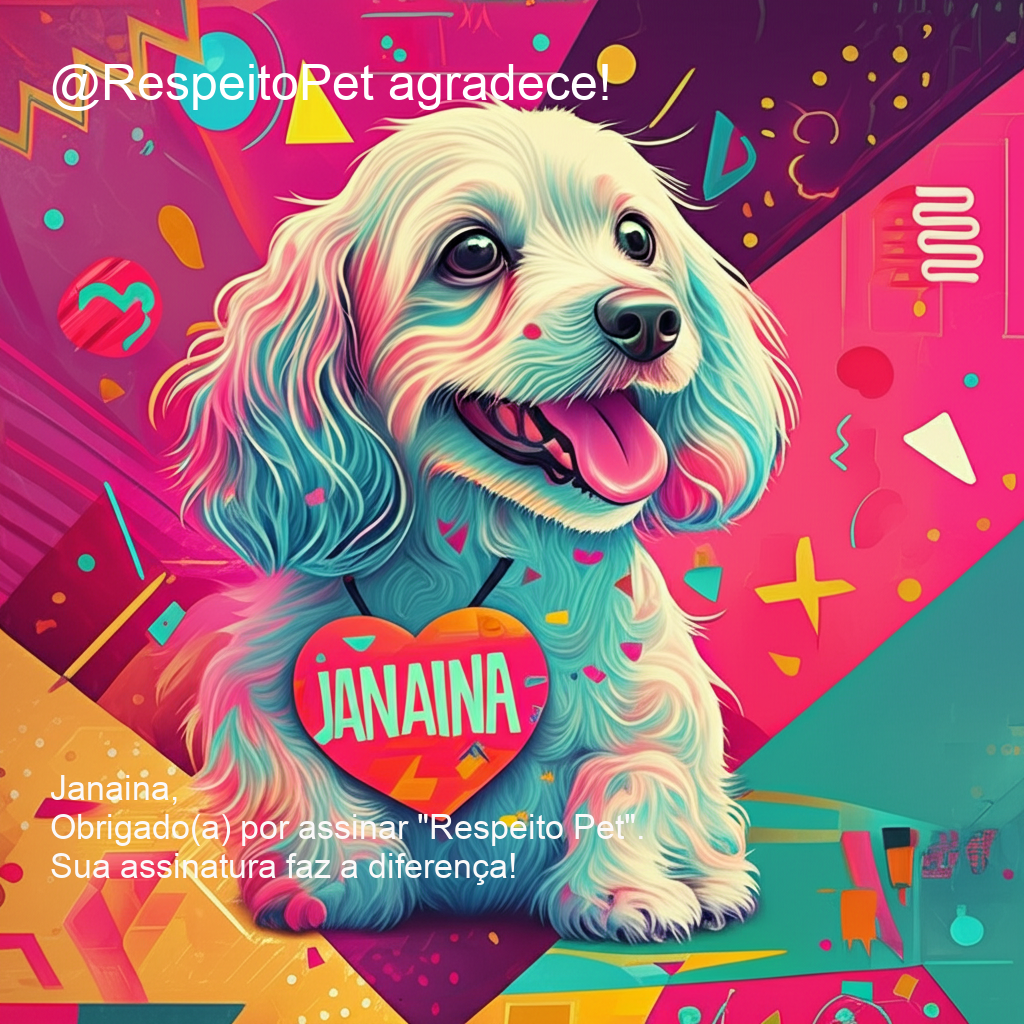 @RespeitoPet agradece!
JANAINA
Janaina,
Obrigado(a) por assinar "Respeito Pet".
Sua assinatura faz a diferença!